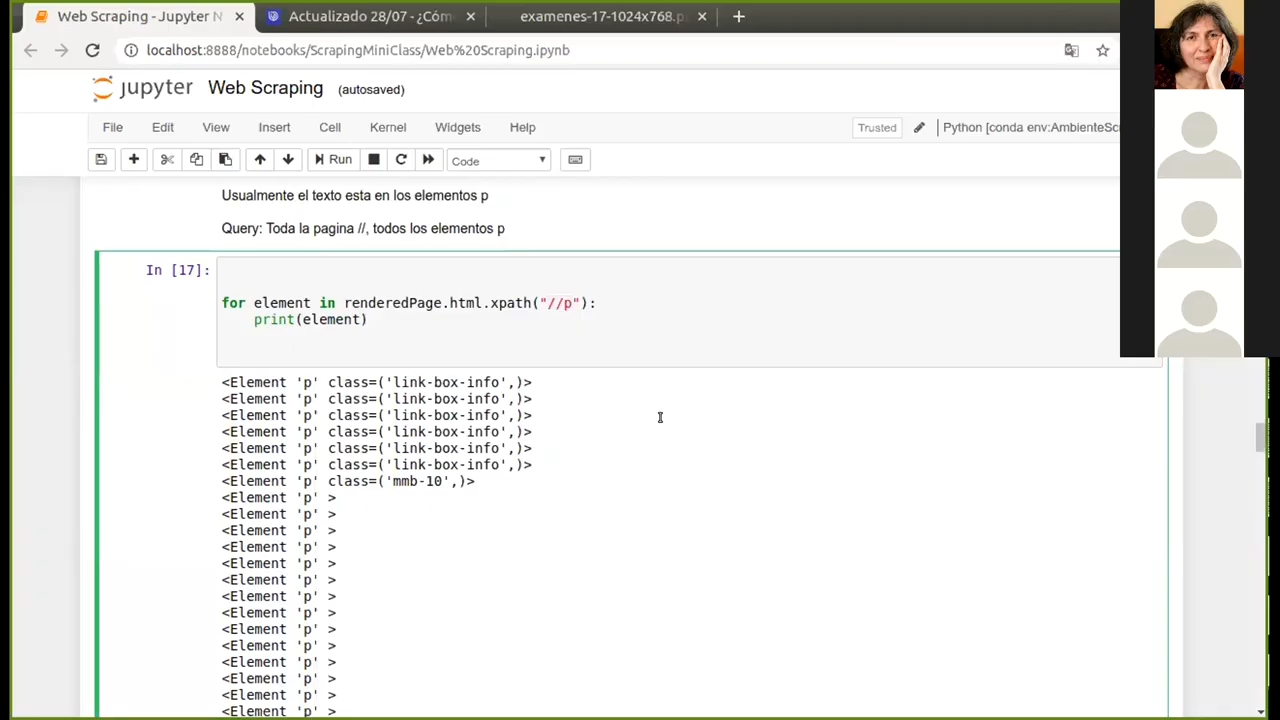 Web Scraping - Jupyter N
Actualizado 28/07 - ¿Cóm
examenes-17-1024x768.p
localhost:8888/notebooks/ScrapingMiniClass/Web%20Scraping.ipynb
jupyter Web Scraping (autosaved)
File Edit View Insert Cell Kernel Widgets Help
Trusted
Python [conda env:AmbienteScr
Run
Code
Usualmente el texto esta en los elementos p
Query: Toda la pagina //, todos los elementos p
In [17]:
for element in renderedPage.html.xpath("//p"):
print(element)
<Element 'p' class=('link-box-info',)>
<Element 'p' class=('link-box-info',)>
<Element 'p' class=('link-box-info',)>
<Element 'p' class=('link-box-info',)>
<Element 'p' class=('link-box-info',)>
<Element 'p' class=('link-box-info',)>
<Element 'p' class=('mmb-10',)>
<Element 'p' >
<Element 'p' >
<Element 'p' >
<Element 'p' >
<Element 'p' >
<Element 'p' >
<Element 'p' >
<Element 'p' >
<Element 'p' >
<Element 'p' >
<Element 'p' >
<Element 'p' >
<Element 'p' >
<Element 'p' >